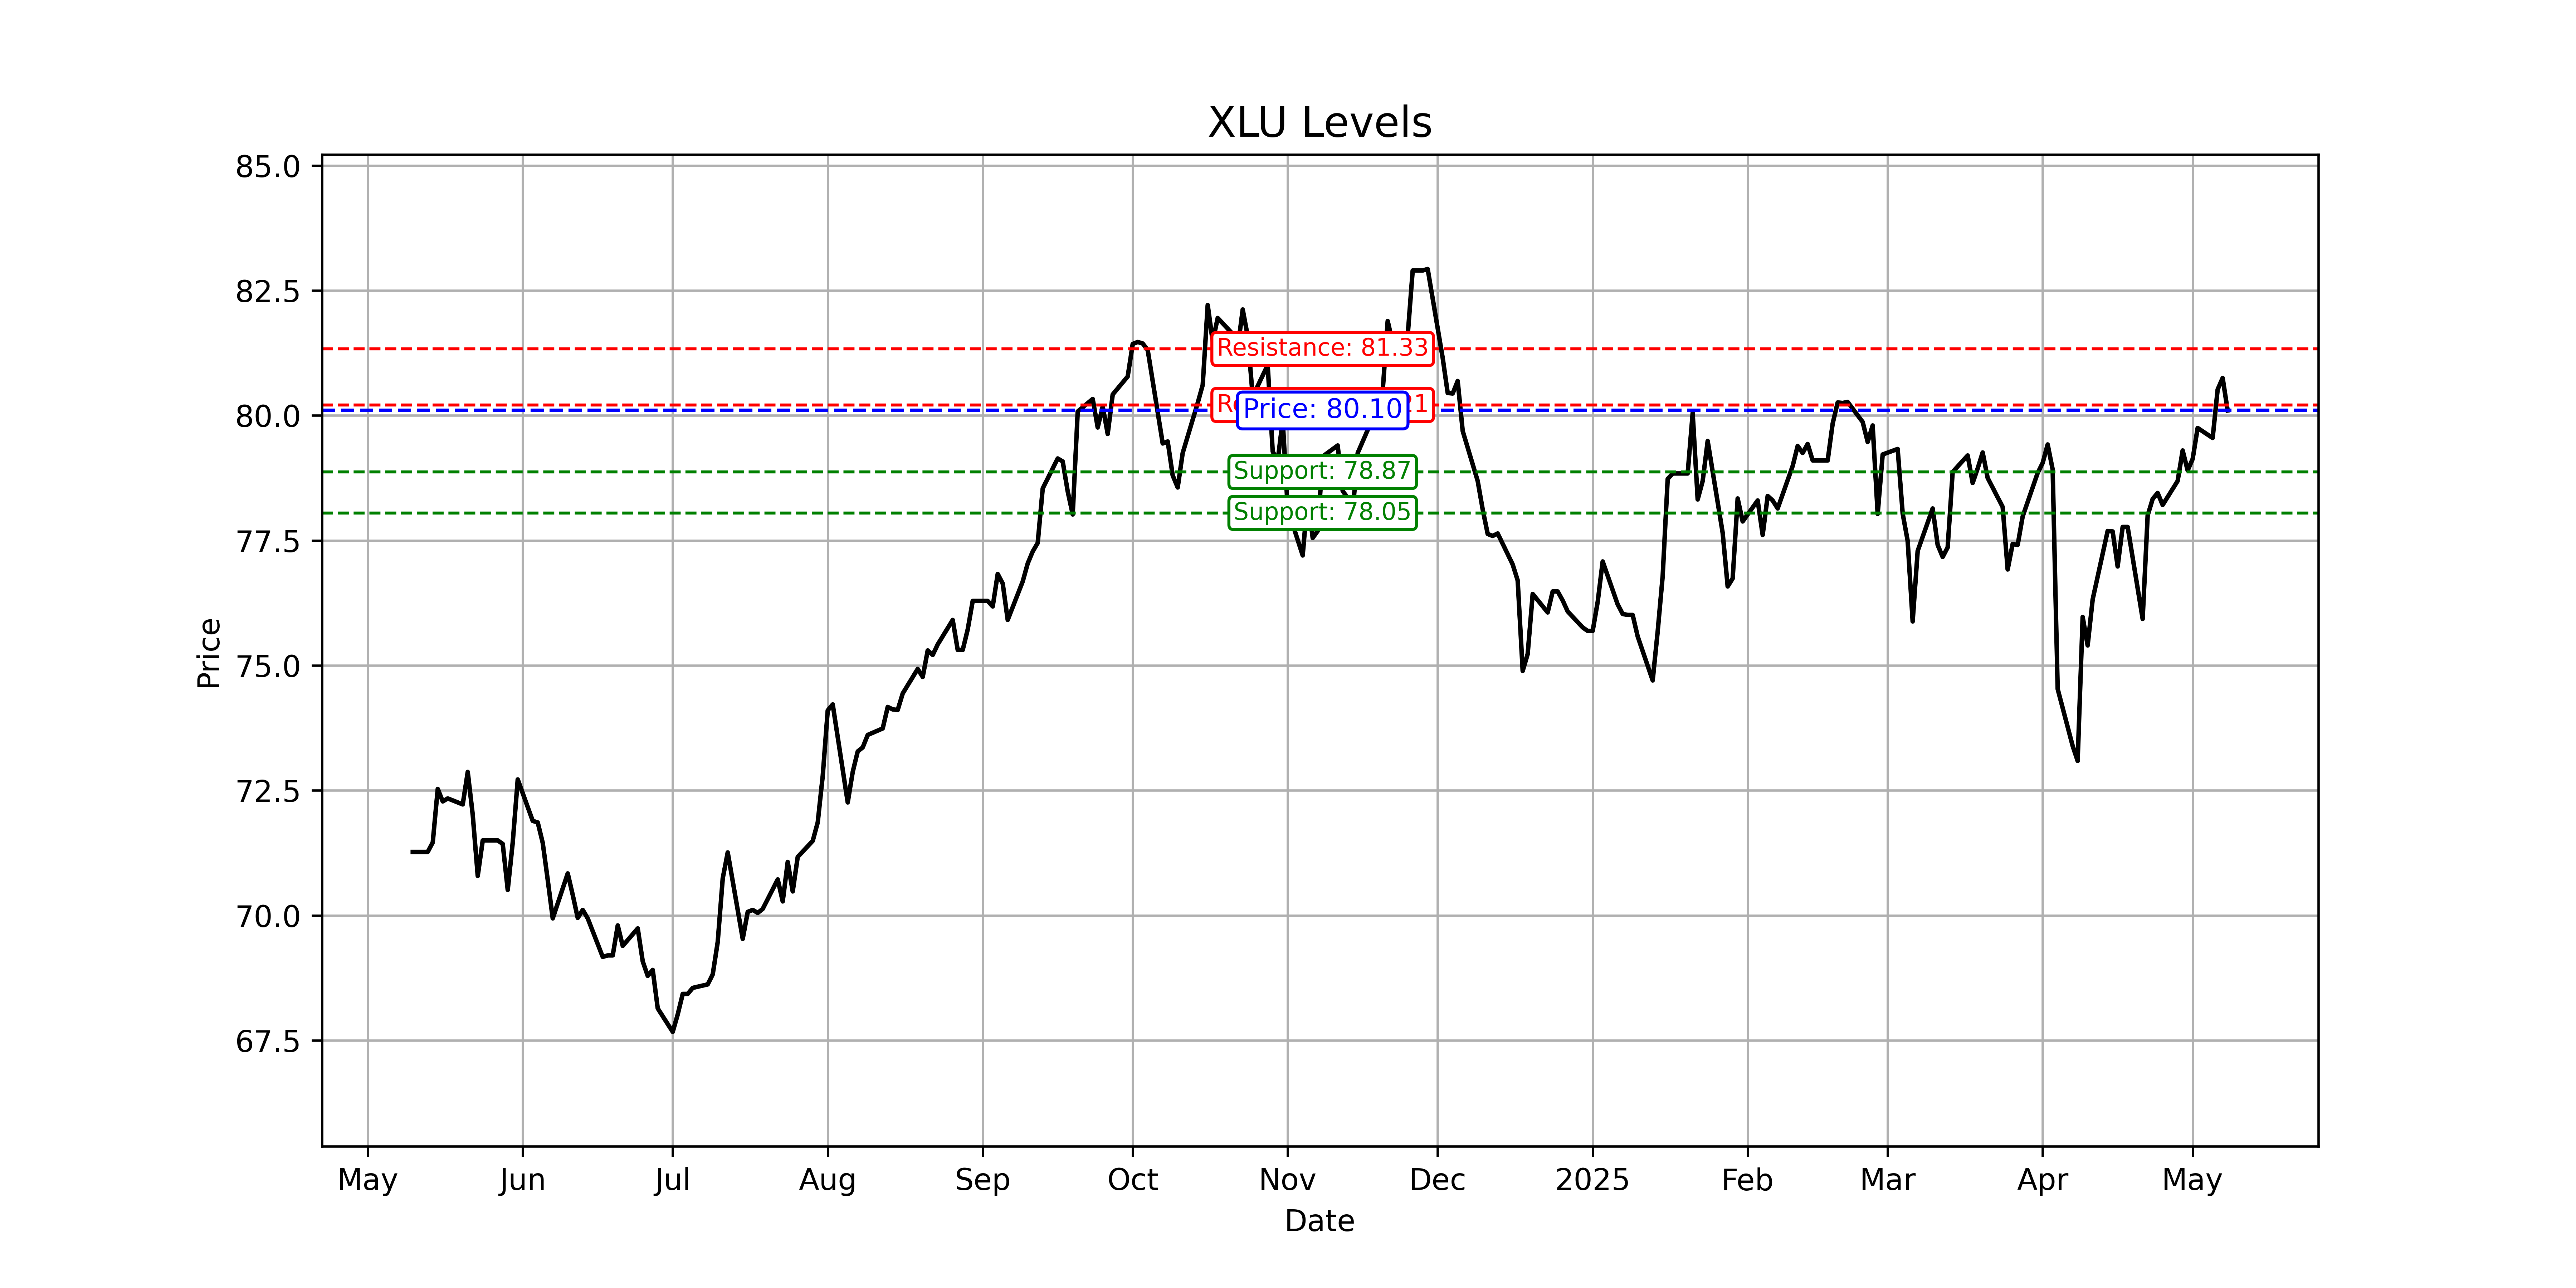 XLU Levels
85.0
82.5
80.0
77.5
75.0
72.5
70.0
67.5
Price
Resistance: 81.33
Price: 80.10
Support: 78.87
Support: 78.05
May Jun Jul Aug Sep Oct Nov Dec 2025 Feb Mar Apr May
Date